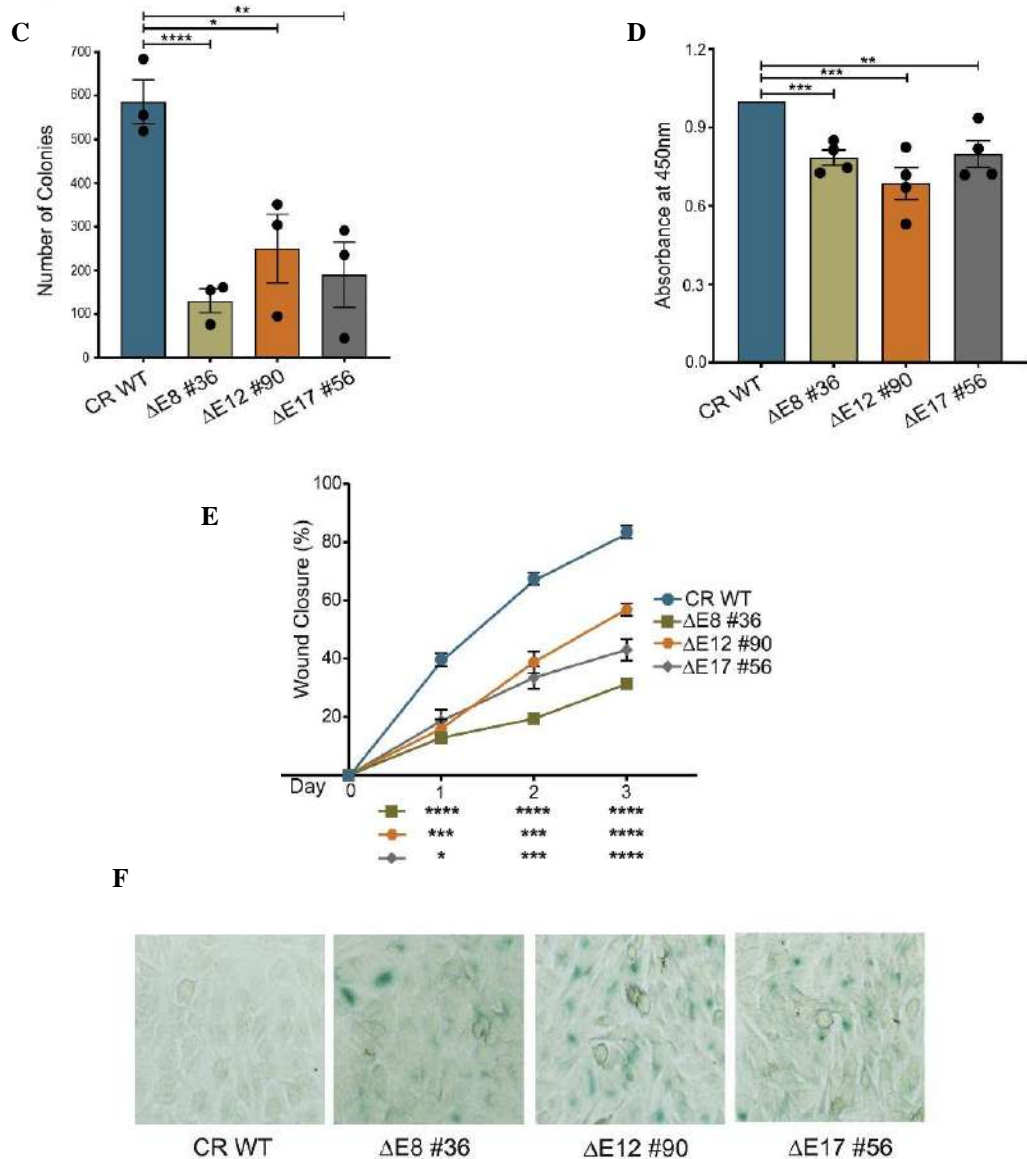 C
**
*
****
700
600
500
400
300
200
100
0
Number of Colonies
CR WT
ΔE8 #36
ΔE12 #90
ΔE17 #56
D
**
***
***
1.2
0.9
0.6
0.3
0.0
Absorbance at 450nm
CR WT
ΔE8 #36
ΔE12 #90
ΔE17 #56
E
100
80
60
40
20
Wound Closure (%)
CR WT
ΔE8 #36
ΔE12 #90
ΔE17 #56
Day 0 1 2 3
**** **** ****
*** *** ****
* *** ****
F
CR WT
ΔE8 #36
ΔE12 #90
ΔE17 #56